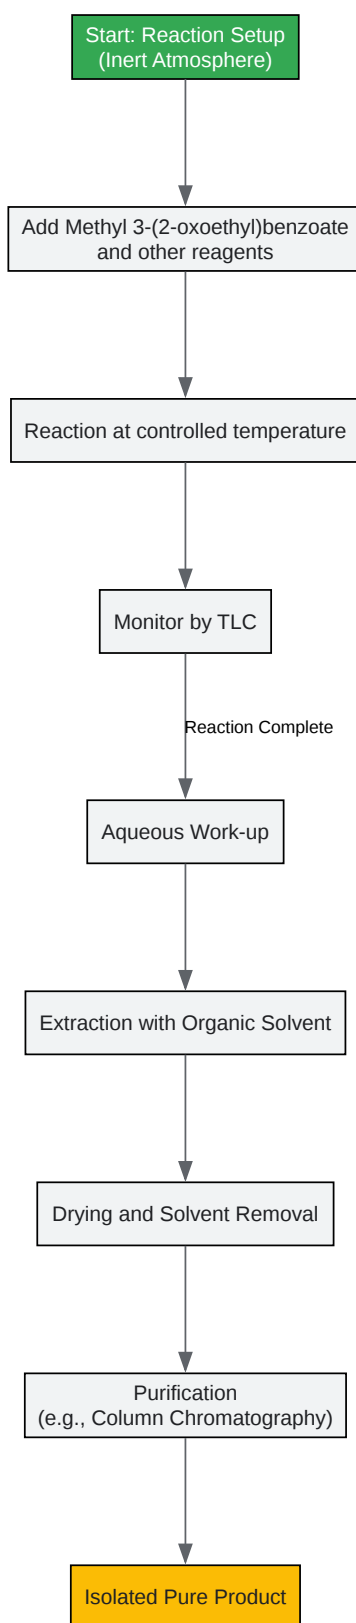 Start: Reaction Setup
(Inert Atmosphere)
Add Methyl 3-(2-oxoethyl)benzoate
and other reagents
Reaction at controlled temperature
Monitor by TLC
Reaction Complete
Aqueous Work-up
Extraction with Organic Solvent
Drying and Solvent Removal
Purification
(e.g., Column Chromatography)
Isolated Pure Product